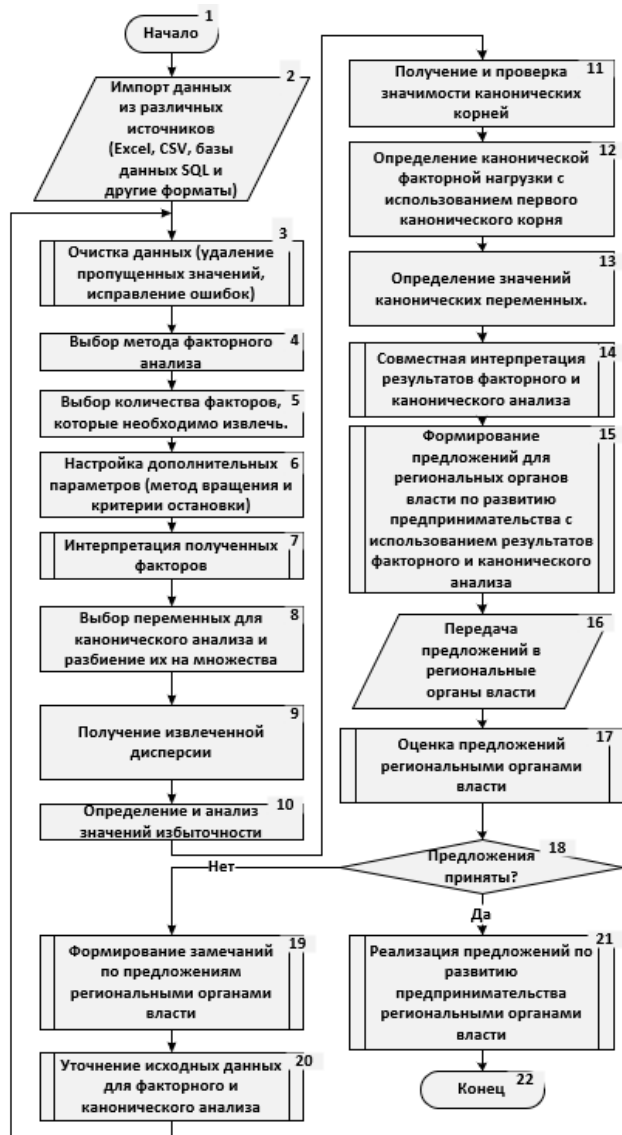 1
Начало
2
Импорт данных
из различных
источников
(Excel, CSV, базы
данных SQL и
другие форматы)
3
Очистка данных (удаление
пропущенных значений,
исправление ошибок)
4
Выбор метода факторного
анализа
5
Выбор количества факторов,
которые необходимо извлечь.
6
Настройка дополнительных
параметров (метод вращения и
критерии остановки)
7
Интерпретация полученных
факторов
8
Выбор переменных для
канонического анализа и
разбиение их на множества
9
Получение извлеченной
дисперсии
10
Определение и анализ
значений избыточности
11
Получение и проверка
значимости канонических
корней
12
Определение канонической
факторной нагрузки с
использованием первого
канонического корня
13
Определение значений
канонических переменных.
14
Совместная интерпретация
результатов факторного и
канонического анализа
15
Формирование
предложений для
региональных органов
власти по развитию
предпринимательства с
использованием результатов
факторного и канонического
анализа
16
Передача
предложений в
региональные
органы власти
17
Оценка предложений
региональными органами
власти
18
Предложения
приняты?
Нет
Да
19
Формирование замечаний
по предложениям
региональными органами
власти
20
Уточнение исходных данных
для факторного и
канонического анализа
21
Реализация предложений по
развитию
предпринимательства
региональными органами
власти
22
Конец